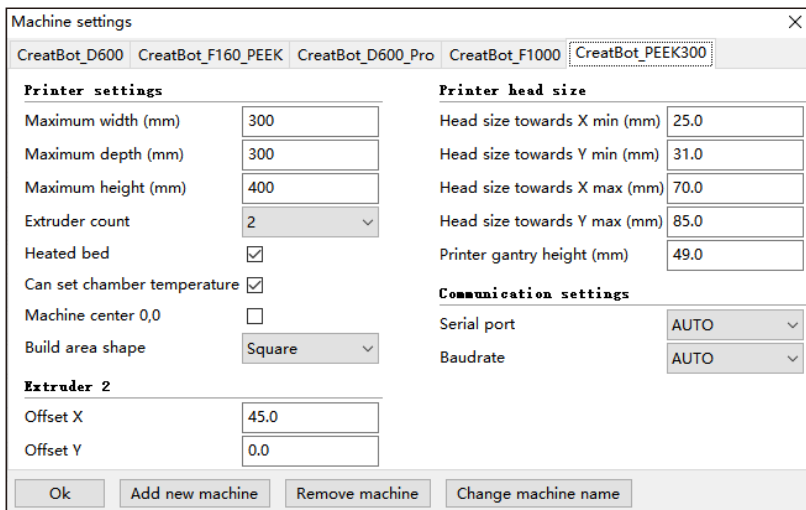 Machine settings
CreatBot_D600 CreatBot_F160_PEEK CreatBot_D600_Pro CreatBot_F1000 CreatBot_PEEK300
Printer settings
Maximum width (mm) 300
Maximum depth (mm) 300
Maximum height (mm) 400
Extruder count 2
Heated bed
Can set chamber temperature
Machine center 0,0
Build area shape Square
Extruder 2
Offset X 45.0
Offset Y 0.0
Printer head size
Head size towards X min (mm) 25.0
Head size towards Y min (mm) 31.0
Head size towards X max (mm) 70.0
Head size towards Y max (mm) 85.0
Printer gantry height (mm) 49.0
Communication settings
Serial port AUTO
Baudrate AUTO
Ok Add new machine Remove machine Change machine name